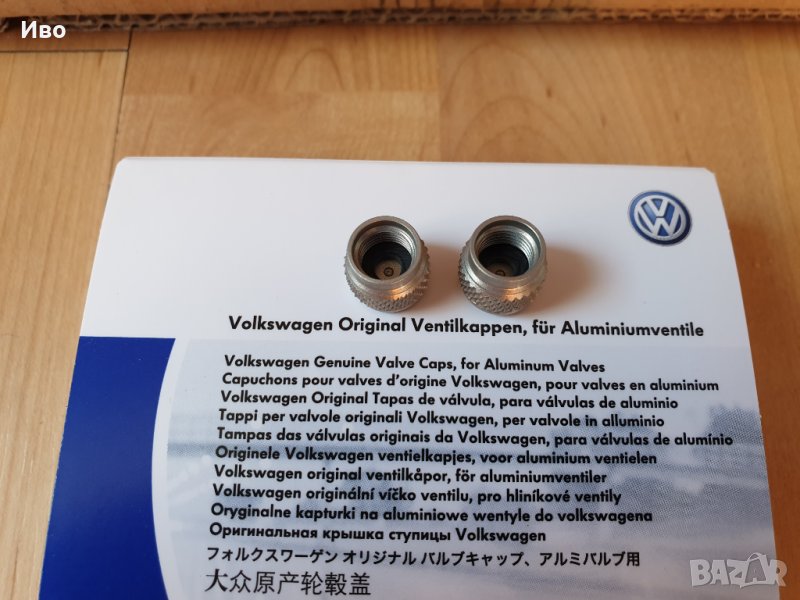 Иво
Volkswagen Original Ventilkappen, für Aluminiumventile
Volkswagen Genuine Valve Caps, for Aluminum Valves
Capuchons pour valves d'origine Volkswagen, pour valves en aluminium
Volkswagen Original Tapas de válvula, para válvulas de aluminio
Tappi per valvole originali Volkswagen, per valvole in alluminio
Tampas das válvulas originais da Volkswagen, para válvulas de alumínio
Originele Volkswagen ventielkapjes, voor aluminium ventielen
Volkswagen original ventilkåpor, för aluminiumventiler
Volkswagen originální víčko ventilu, pro hliníkové ventily
Oryginalne kapturki na aluminiowe wentyle do volkswagena
Оригинальная крышка ступицы Volkswagen
フォルクスワーゲン オリジナル バルブキャップ、アルミバルブ用
大众原产轮毂盖
BAZAR